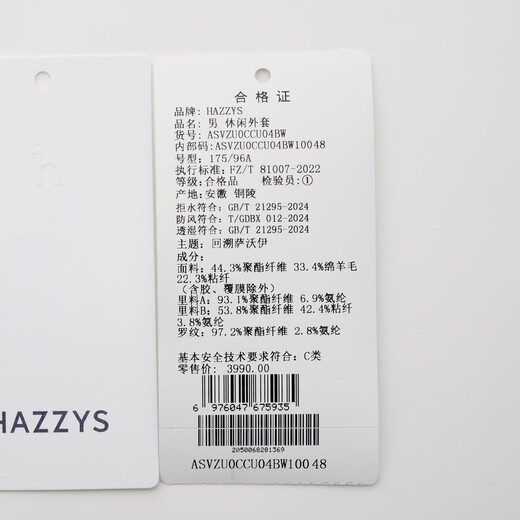 HAZZYS
合格证
品牌: HAZZYS
品名: 男 休闲外套
货号: ASVZU0CCU04BW
内部码: ASVZU0CCU04BW10048
号型: 175/96A
执行标准: FZ/T 81007-2022
等级: 合格品 检验员: ①
产地: 安徽 铜陵
拒水符合: GB/T 21295-2024
防风符合: T/GDBX 012-2024
透湿符合: GB/T 21295-2024
主题: 回溯萨沃伊
成分:
面料: 44.3%聚酯纤维 33.4%绵羊毛
22.3%粘纤
(含胶、覆膜除外)
里料A: 93.1%聚酯纤维 6.9%氨纶
里料B: 53.8%聚酯纤维 42.4%粘纤
3.8%氨纶
罗纹: 97.2%聚酯纤维 2.8%氨纶
基本安全技术要求符合: C类
零售价: 3990.00
6 976047 675935
2050068281369
ASVZU0CCU04BW10048